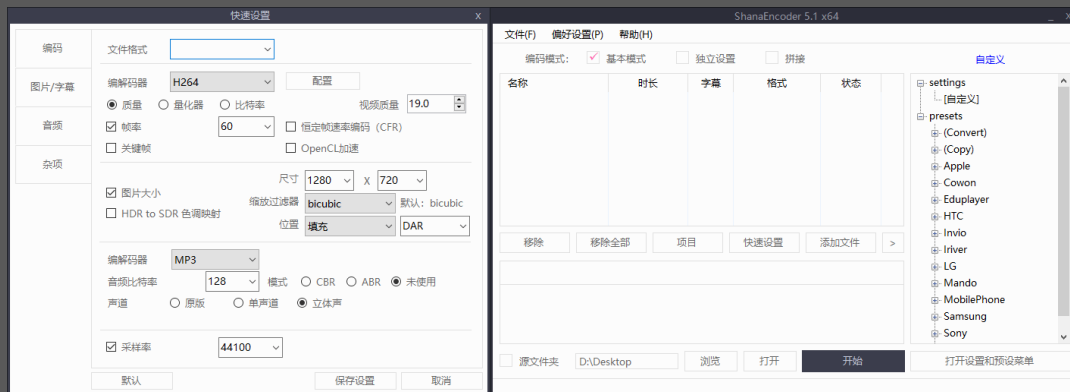 快速设置
X
编码
图片/字幕
音频
杂项
文件格式
编解码器 H264 配置
质量 量化器 比特率 视频质量 19.0
帧率 60 恒定帧速率编码（CFR）
关键帧 OpenCL加速
尺寸 1280 X 720
图片大小
缩放过滤器 bicubic 默认：bicubic
HDR to SDR 色调映射
位置 填充 DAR
编解码器 MP3
音频比特率 128 模式 CBR ABR 未使用
声道 原版 单声道 立体声
采样率 44100
默认 保存设置 取消
ShanaEncoder 5.1 x64
_ X
文件(F) 偏好设置(P) 帮助(H)
编码模式： 基本模式 独立设置 拼接 自定义
名称 时长 字幕 格式 状态
settings
[自定义]
presets
(Convert)
(Copy)
Apple
Cowon
Eduplayer
HTC
Invio
Iriver
LG
Mando
MobilePhone
Samsung
Sony
移除 移除全部 项目 快速设置 添加文件 >
源文件夹 D:\Desktop 浏览 打开 开始 打开设置和预设菜单